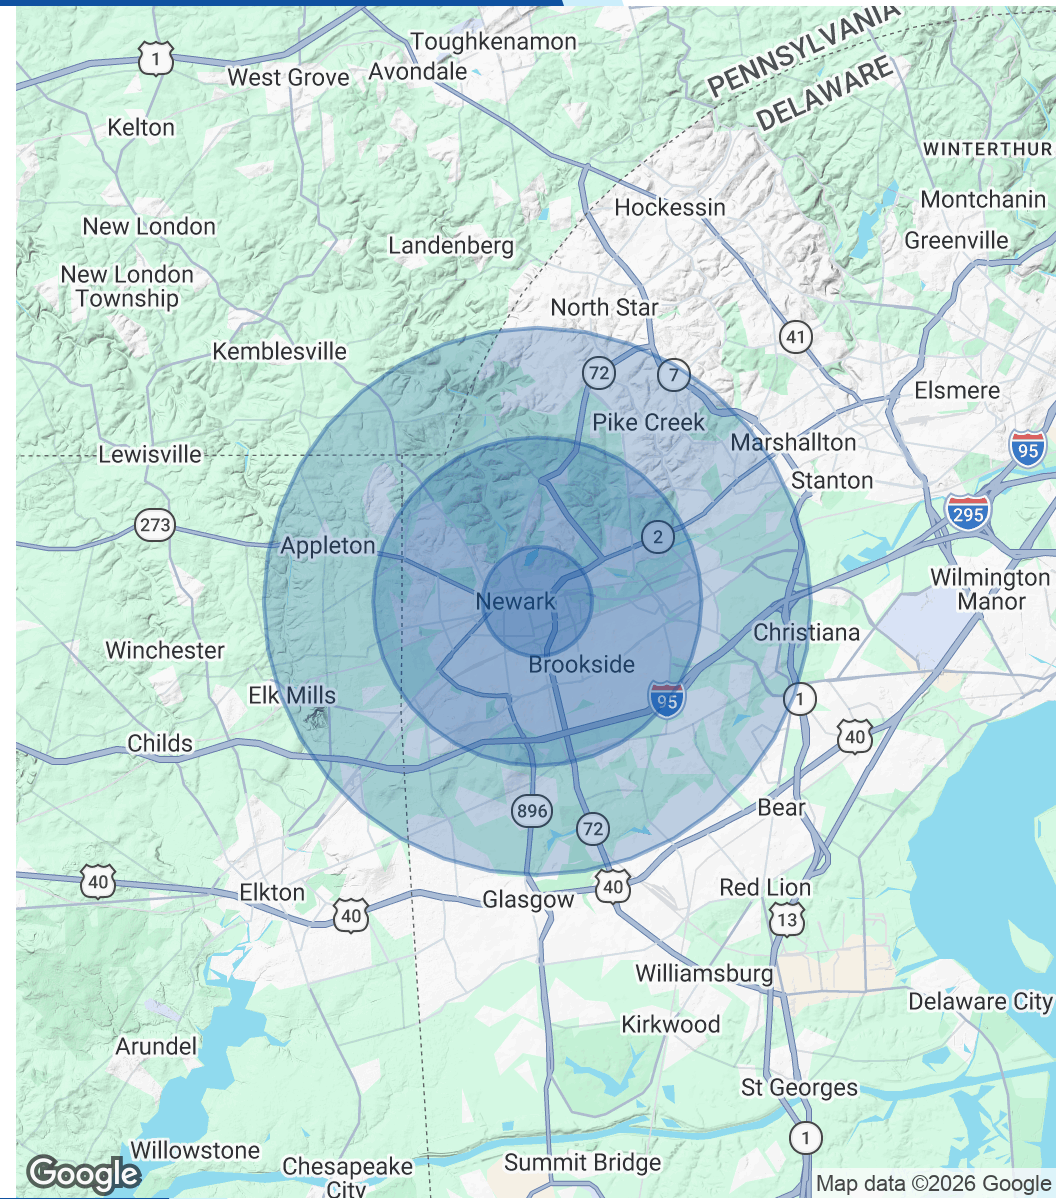 PENNSYLVANIA
DELAWARE
Toughkenamon
1
West Grove
Avondale
Kelton
WINTERTHUR
Montchanin
New London
Hockessin
Greenville
Landenberg
New London
Township
North Star
41
Kemblesville
72
7
Elsmere
Pike Creek
Marshallton
95
Lewisville
Stanton
295
273
Appleton
2
Wilmington
Manor
Newark
Christiana
Winchester
Brookside
Elk Mills
95
1
Childs
40
Bear
896
72
40
Elkton
40
Glasgow
40
Red Lion
13
Williamsburg
Delaware City
Kirkwood
Arundel
St Georges
1
Willowstone
Chesapeake
City
Summit Bridge
Google
Map data ©2026 Google